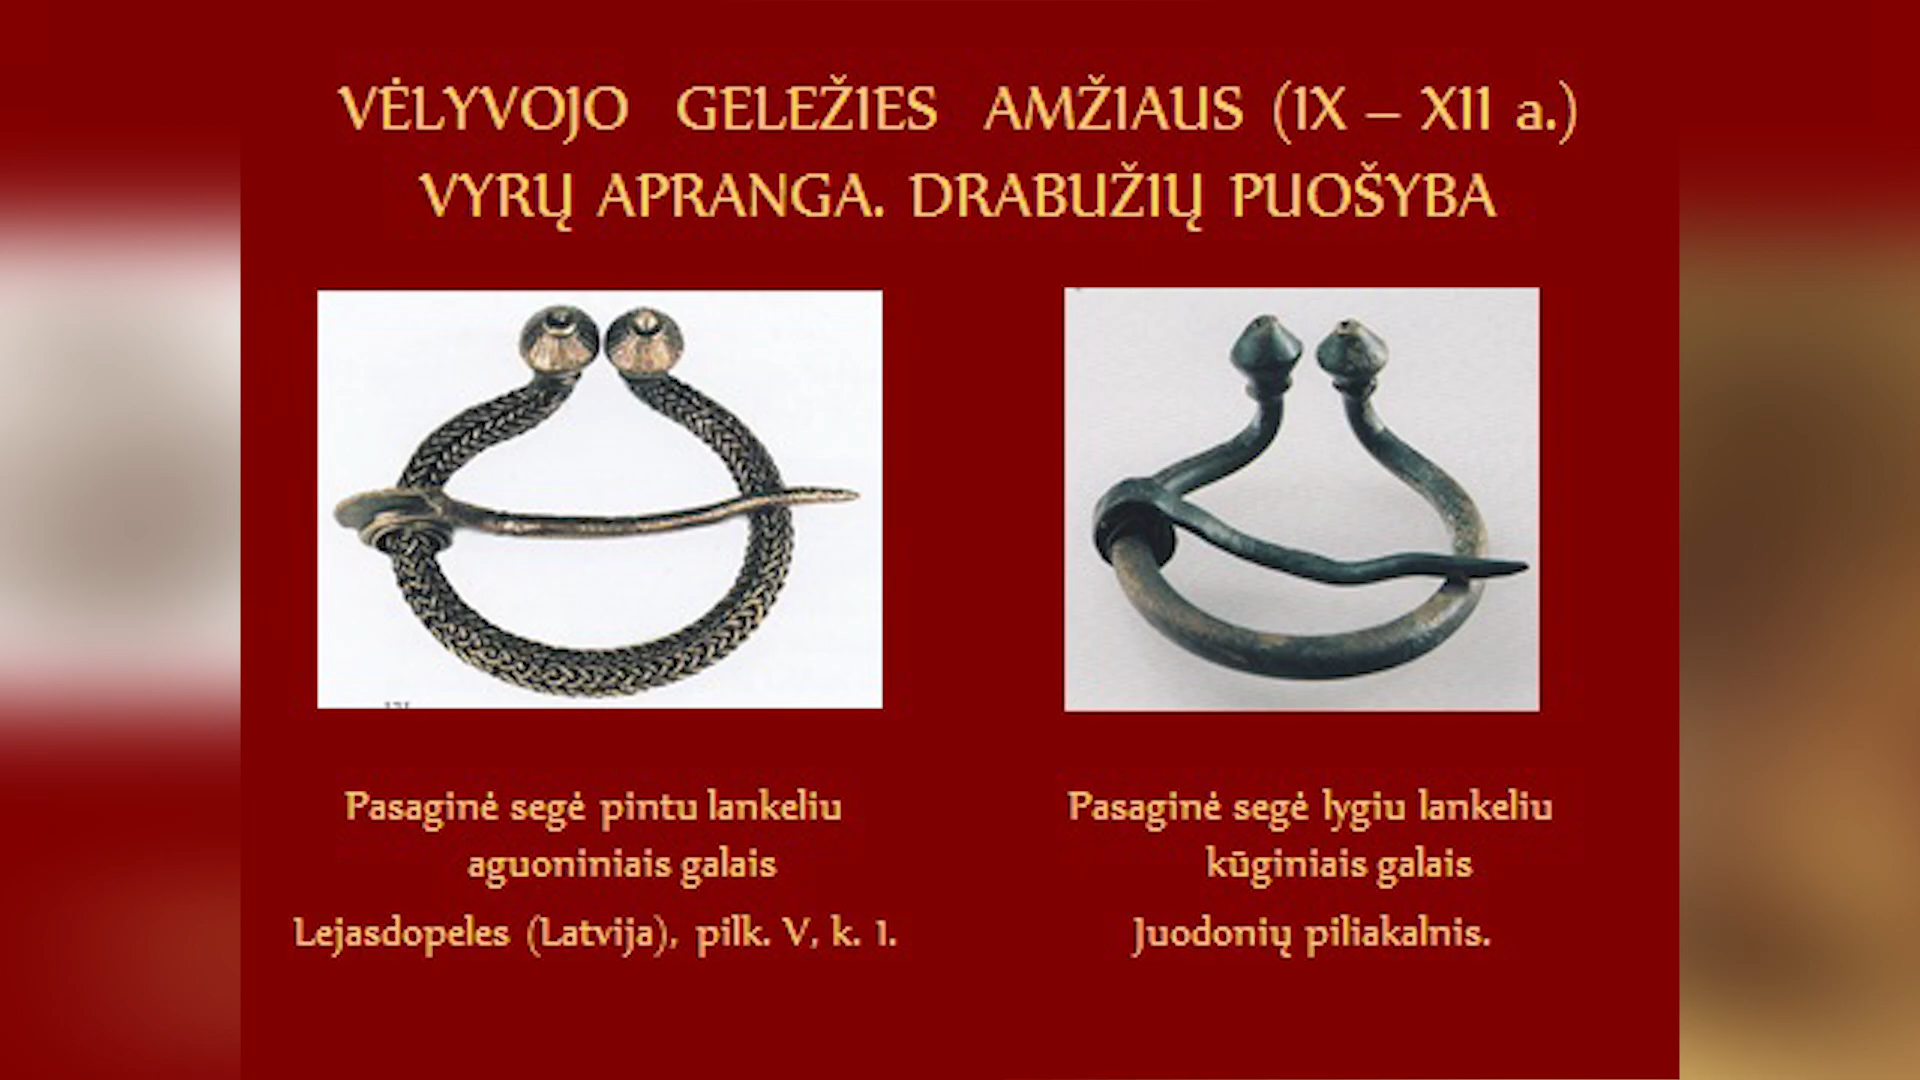 VĖLYVOJO GELEŽIES AMŽIAUS (IX – XII a.)
VYRŲ APRANGA. DRABUŽIŲ PUOŠYBA
Pasaginė segė pintu lankeliu
aguoniniais galais
Lejasdopeles (Latvija), pilk. V, k. 1.
Pasaginė segė lygiu lankeliu
kūginiais galais
Juodonių piliakalnis.